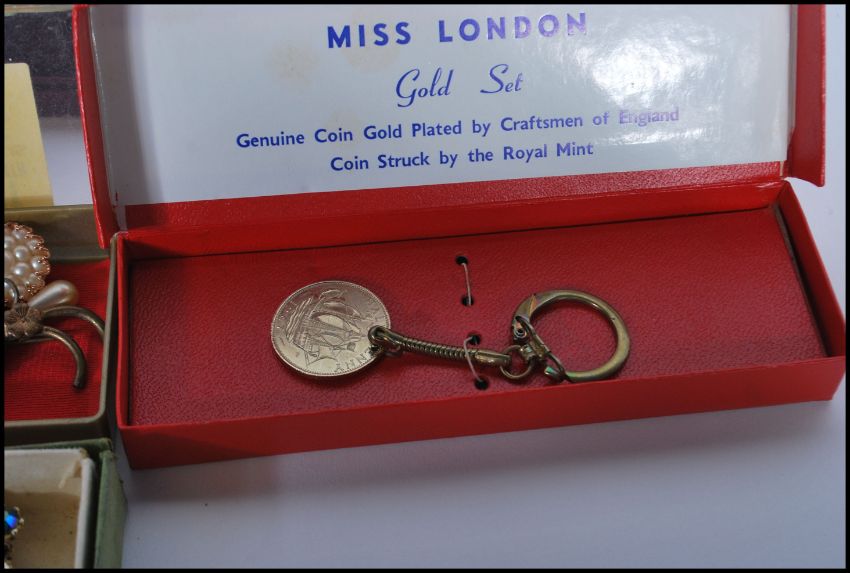 MISS LONDON
Gold Set
Genuine Coin Gold Plated by Craftsmen of England
Coin Struck by the Royal Mint